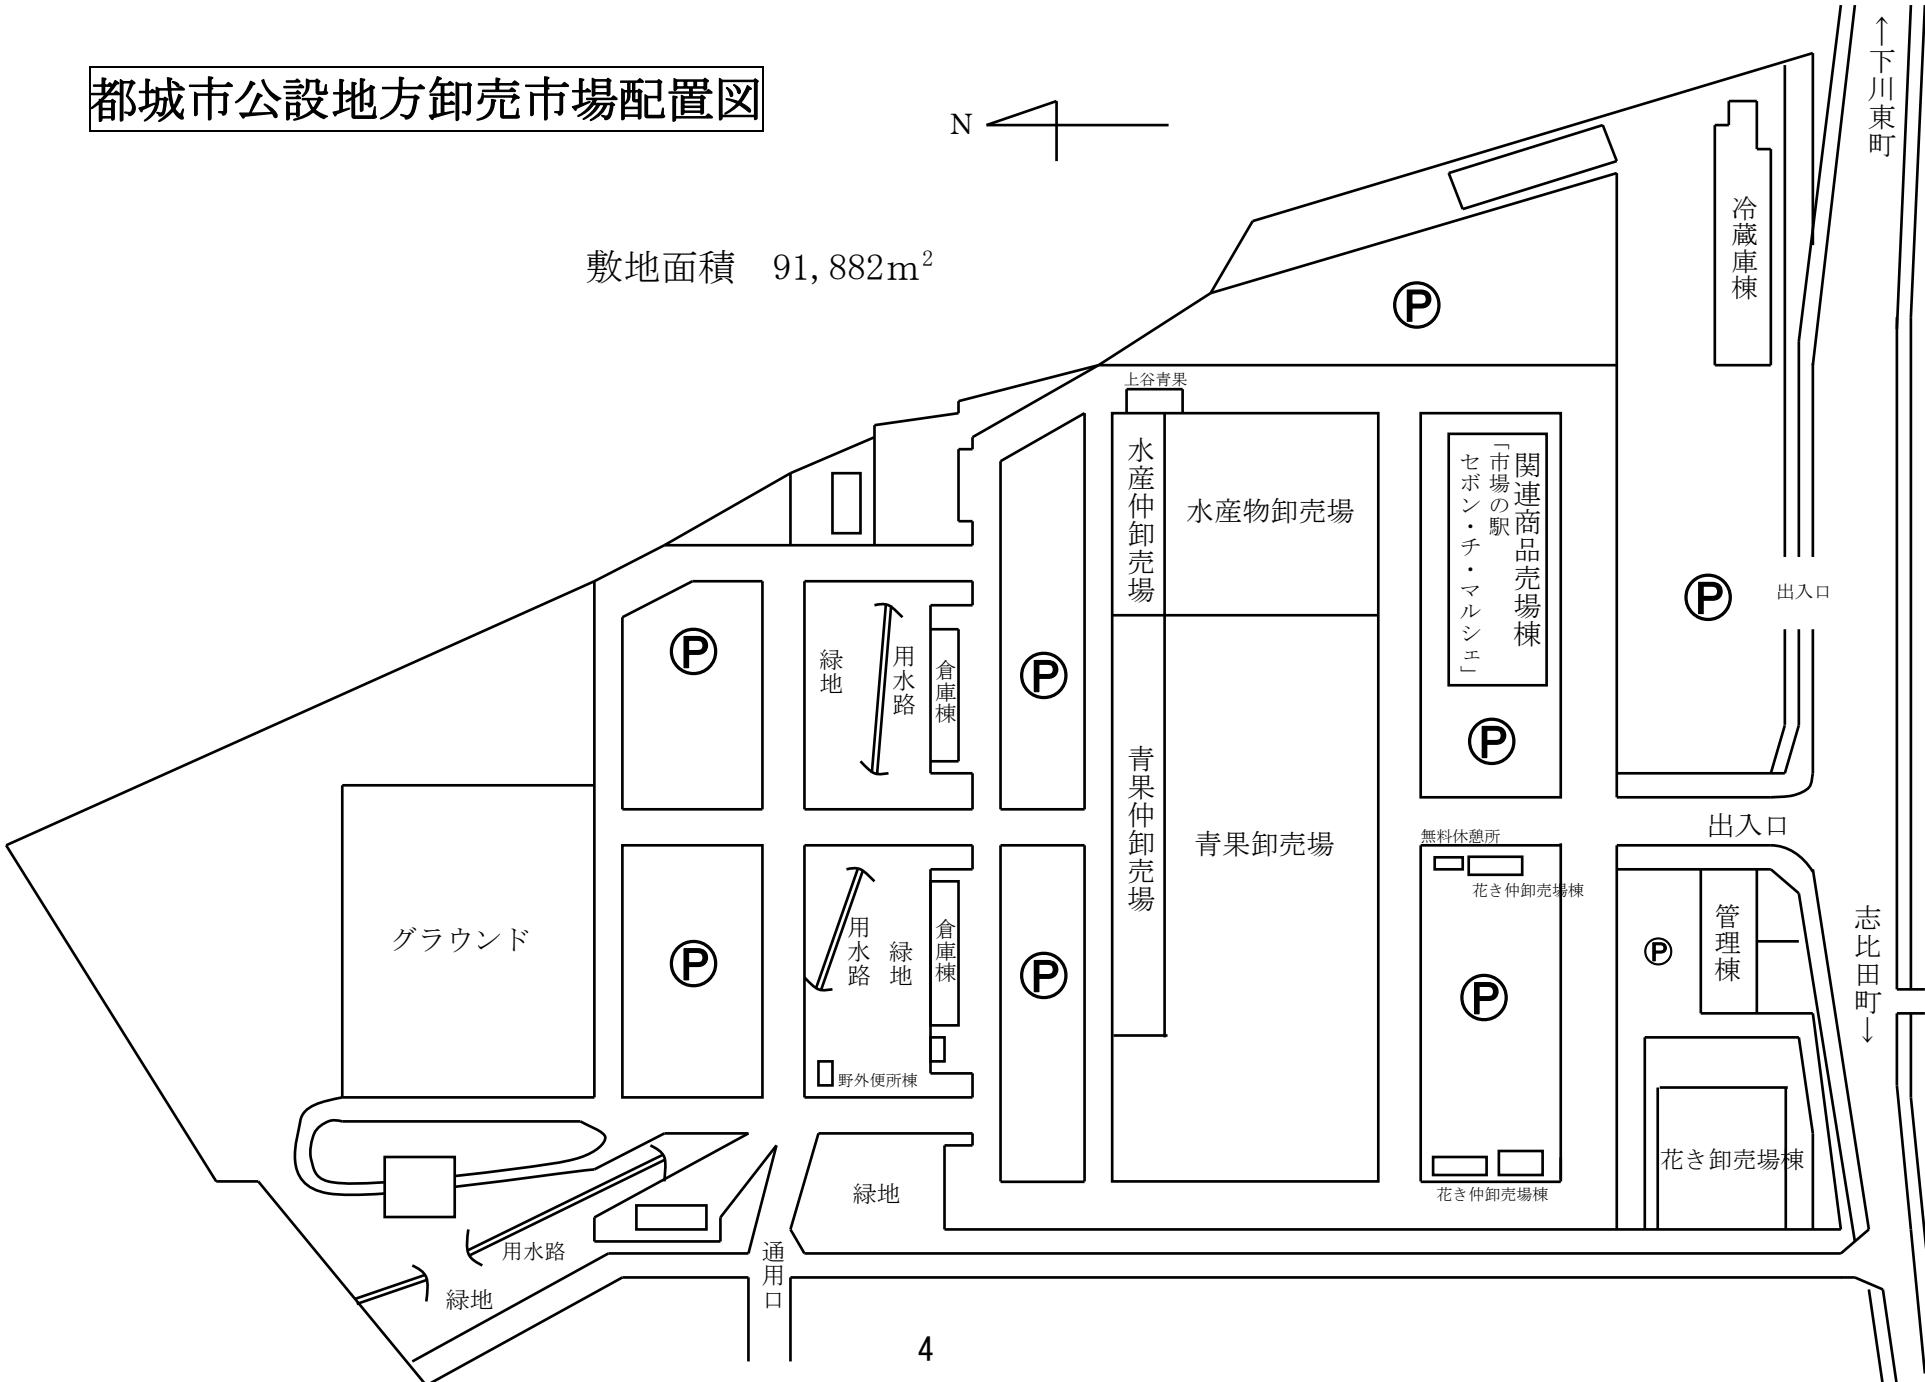 都城市公設地方卸売市場配置図
N
敷地面積　91,882m²
←下川東町
冷蔵庫棟
P
上谷青果
水産仲卸売場
水産物卸売場
関連商品売場棟
「市場の駅
セボン・チ・マルシェ」
P
出入口
P
緑地
用水路
倉庫棟
P
P
青果仲卸売場
青果卸売場
出入口
無料休憩所
花き仲卸売場棟
グラウンド
P
用水路
緑地
倉庫棟
P
P
P
管理棟
志比田町→
野外便所棟
花き卸売場棟
花き仲卸売場棟
緑地
用水路
通用口
緑地
4